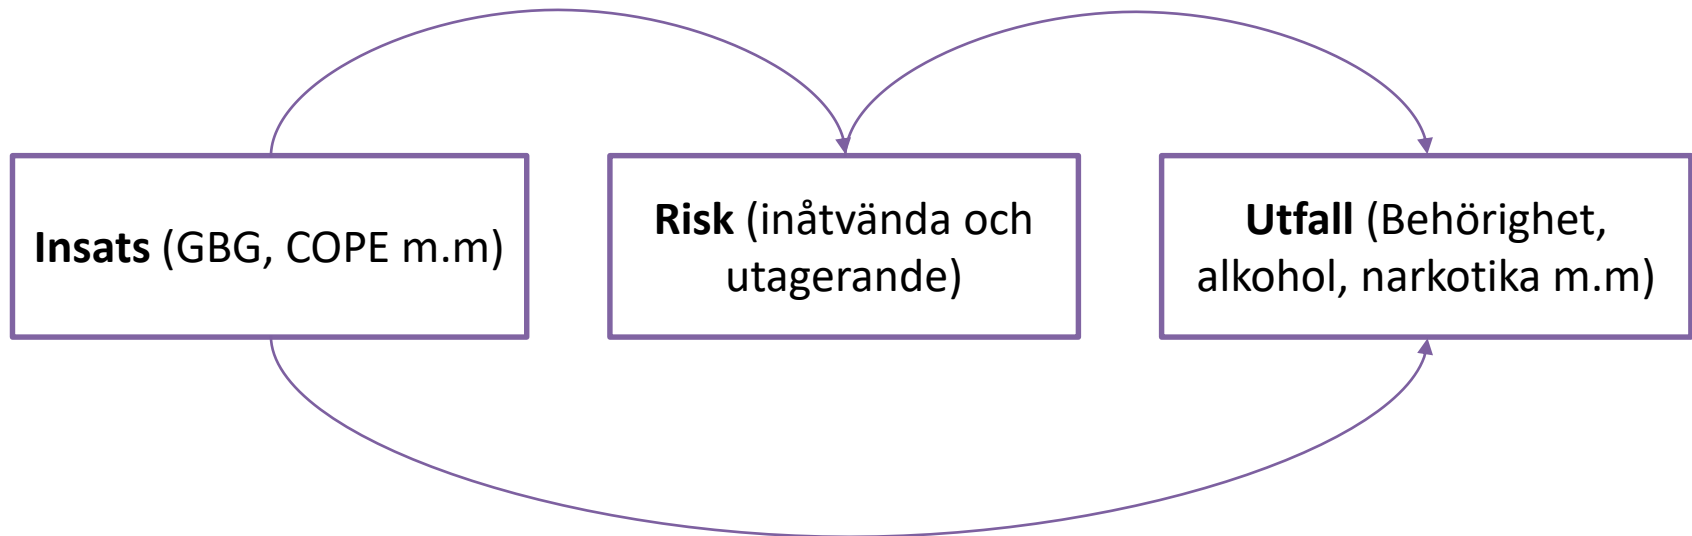 Insats (GBG, COPE m.m)
Risk (inåtvända och
utagerande)
Utfall (Behörighet,
alkohol, narkotika m.m)